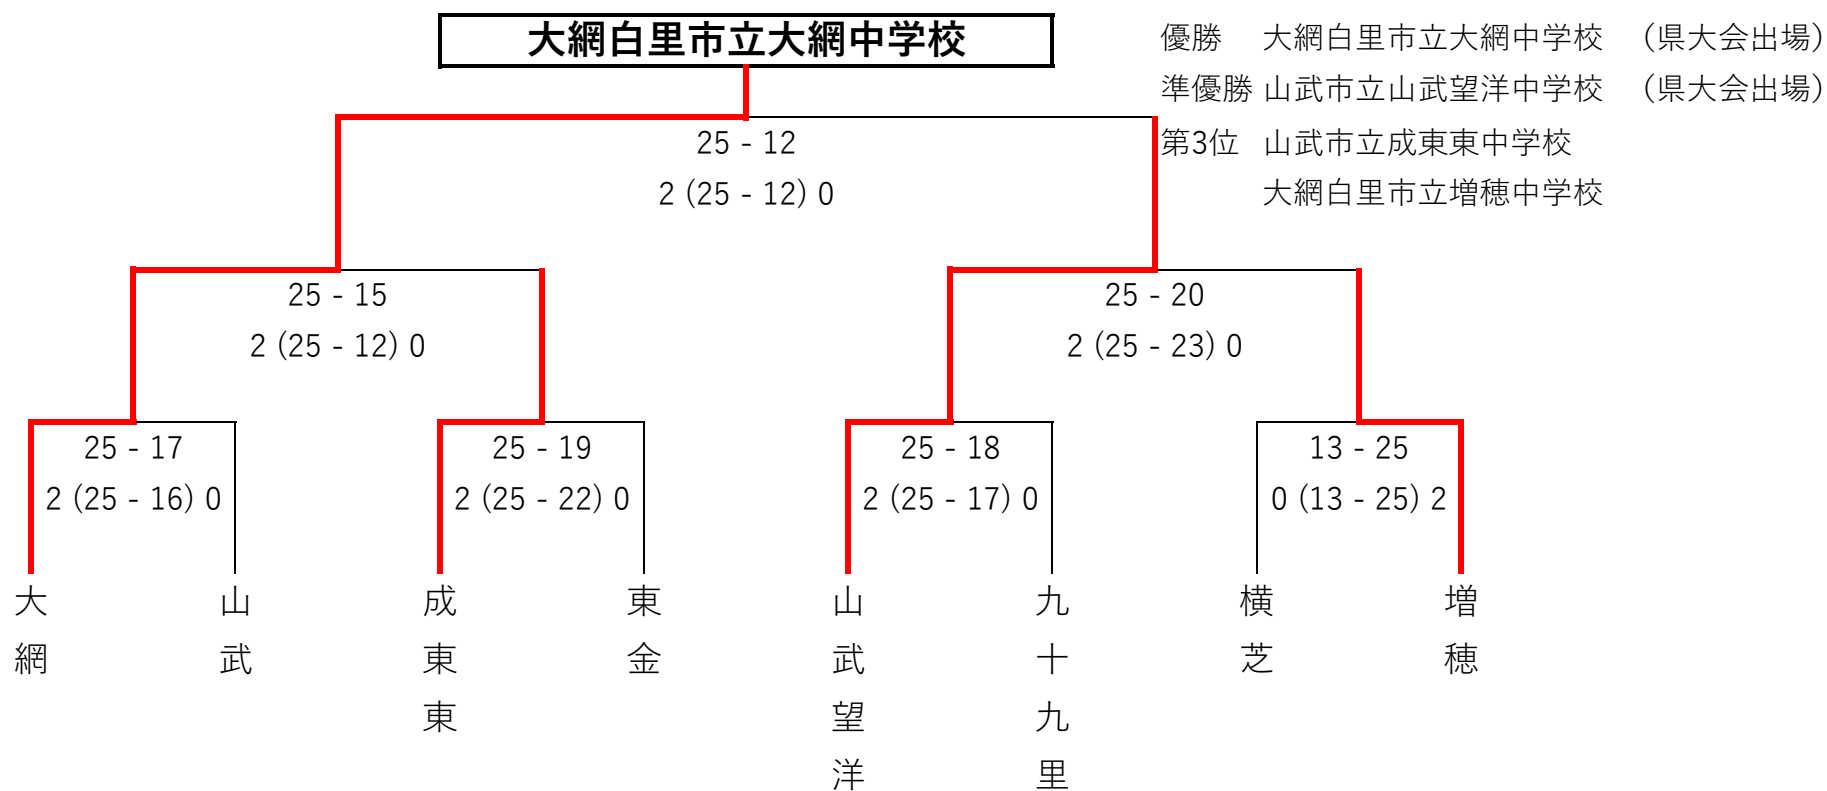 大網白里市立大網中学校
優勝 大網白里市立大網中学校 （県大会出場）
準優勝 山武市立山武望洋中学校 （県大会出場）
第3位 山武市立成東東中学校
大網白里市立増穂中学校
25 - 12
2 (25 - 12) 0
25 - 15
2 (25 - 12) 0
25 - 20
2 (25 - 23) 0
25 - 17
2 (25 - 16) 0
25 - 19
2 (25 - 22) 0
25 - 18
2 (25 - 17) 0
13 - 25
0 (13 - 25) 2
大網
山武
成東東
東金
山武望洋
九十九里
横芝
増穂